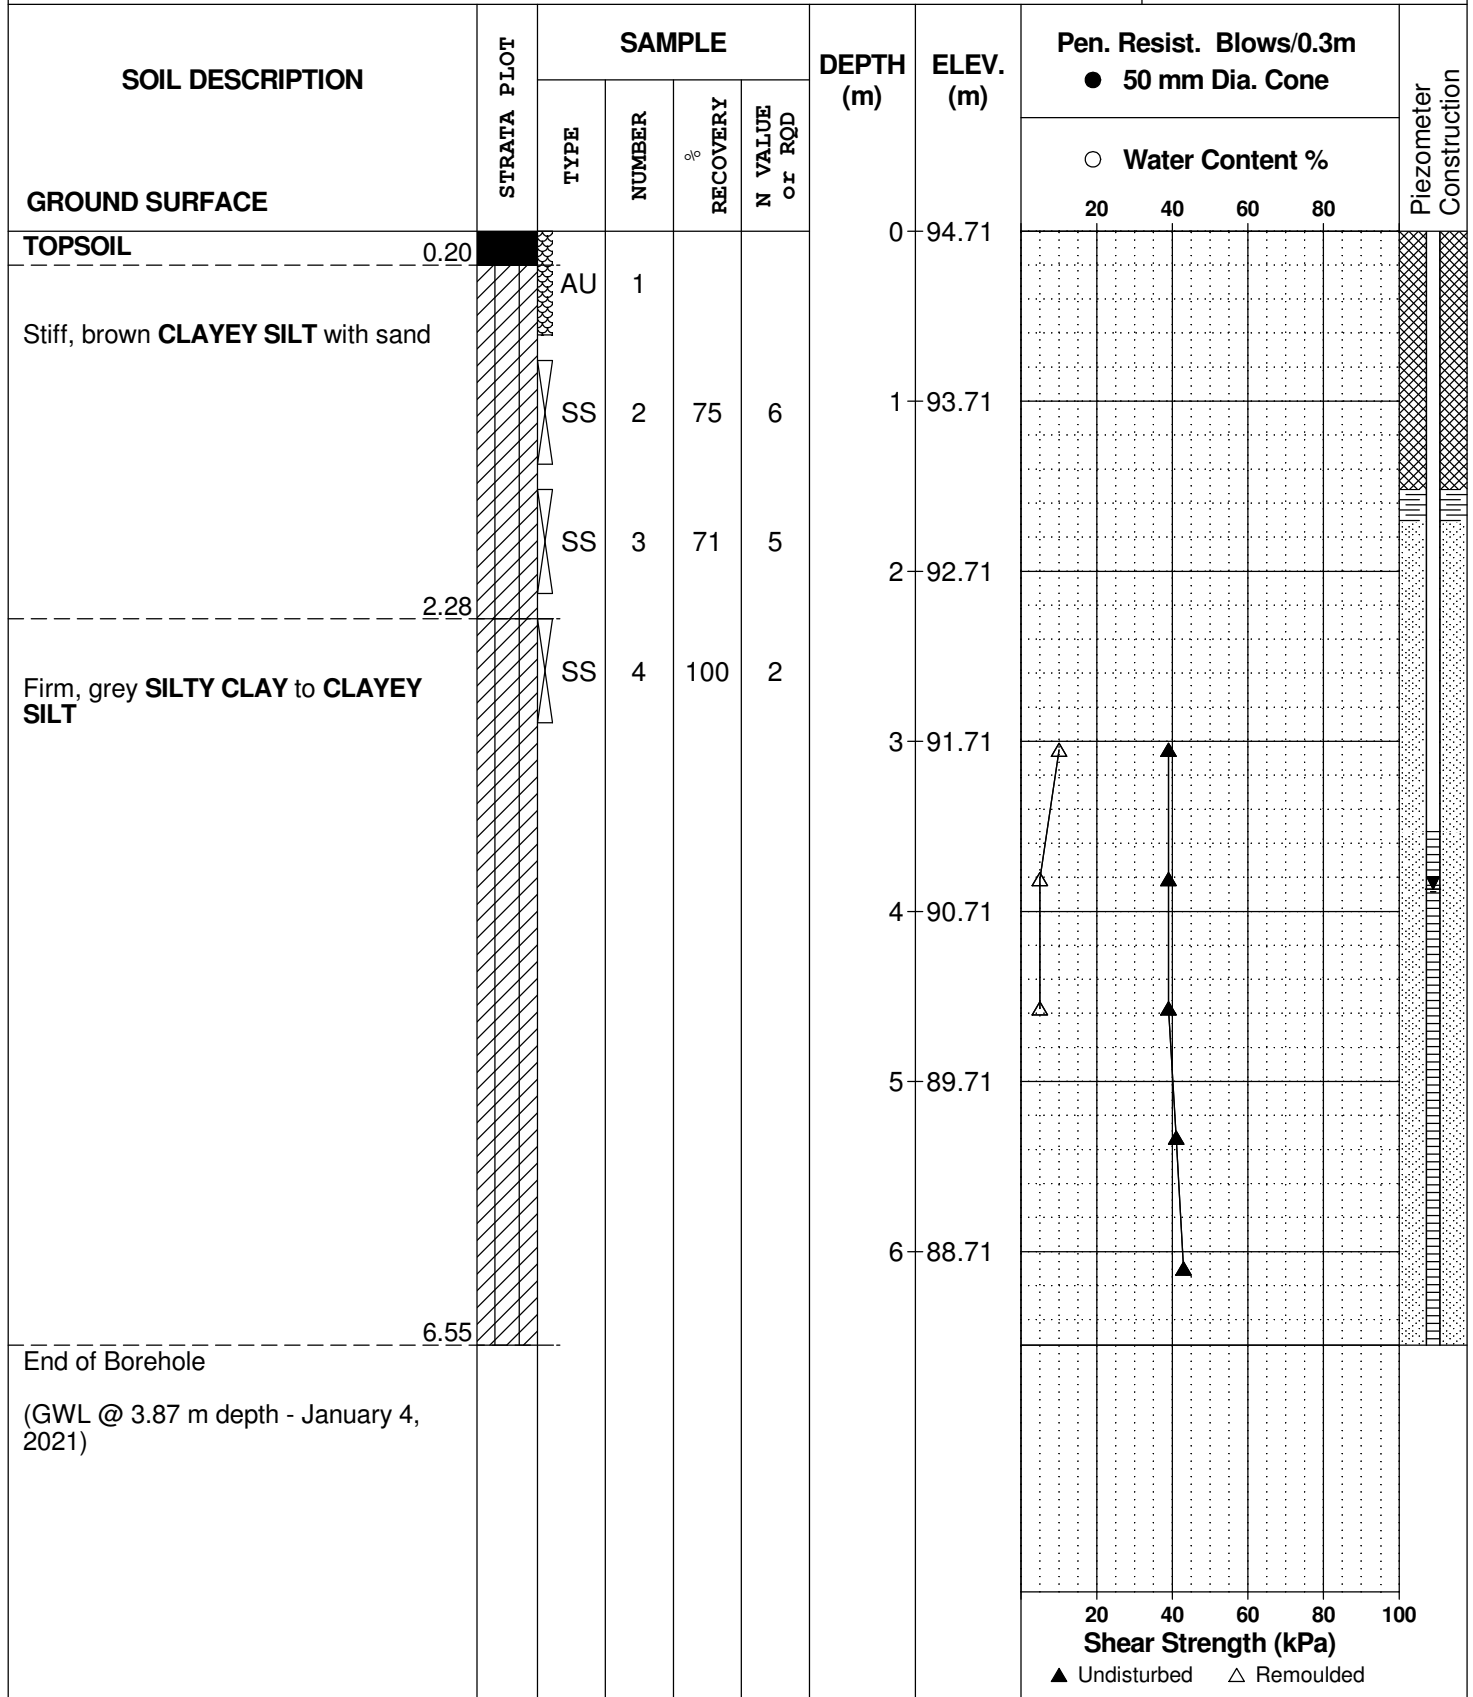 SOIL DESCRIPTION
GROUND SURFACE
STRATA PLOT
SAMPLE
TYPE
NUMBER
% RECOVERY
N VALUE or RQD
DEPTH (m)
ELEV. (m)
Pen. Resist. Blows/0.3m
● 50 mm Dia. Cone
○ Water Content %
20 40 60 80
Piezometer Construction
0 94.71
TOPSOIL 0.20
AU 1
Stiff, brown CLAYEY SILT with sand
1 93.71
SS 2 75 6
SS 3 71 5
2 92.71
2.28
SS 4 100 2
Firm, grey SILTY CLAY to CLAYEY
SILT
3 91.71
4 90.71
5 89.71
6 88.71
6.55
End of Borehole
(GWL @ 3.87 m depth - January 4,
2021)
20 40 60 80 100
Shear Strength (kPa)
▲ Undisturbed △ Remoulded